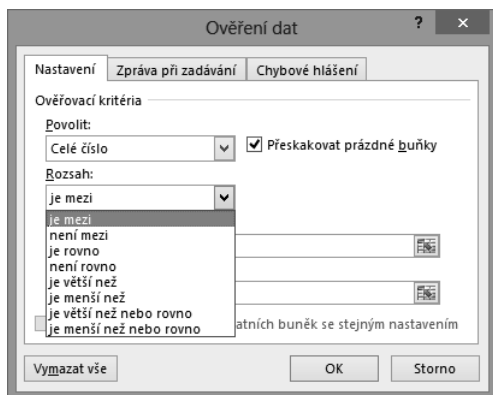 Ověření dat
? ×
Nastavení Zpráva při zadávání Chybové hlášení
Ověřovací kritéria
Povolit:
Celé číslo
Přeskakovat prázdné buňky
Rozsah:
je mezi
je mezi
není mezi
je rovno
není rovno
je větší než
je menší než
je větší než nebo rovno
je menší než nebo rovno
atních buněk se stejným nastavením
Vymazat vše OK Storno